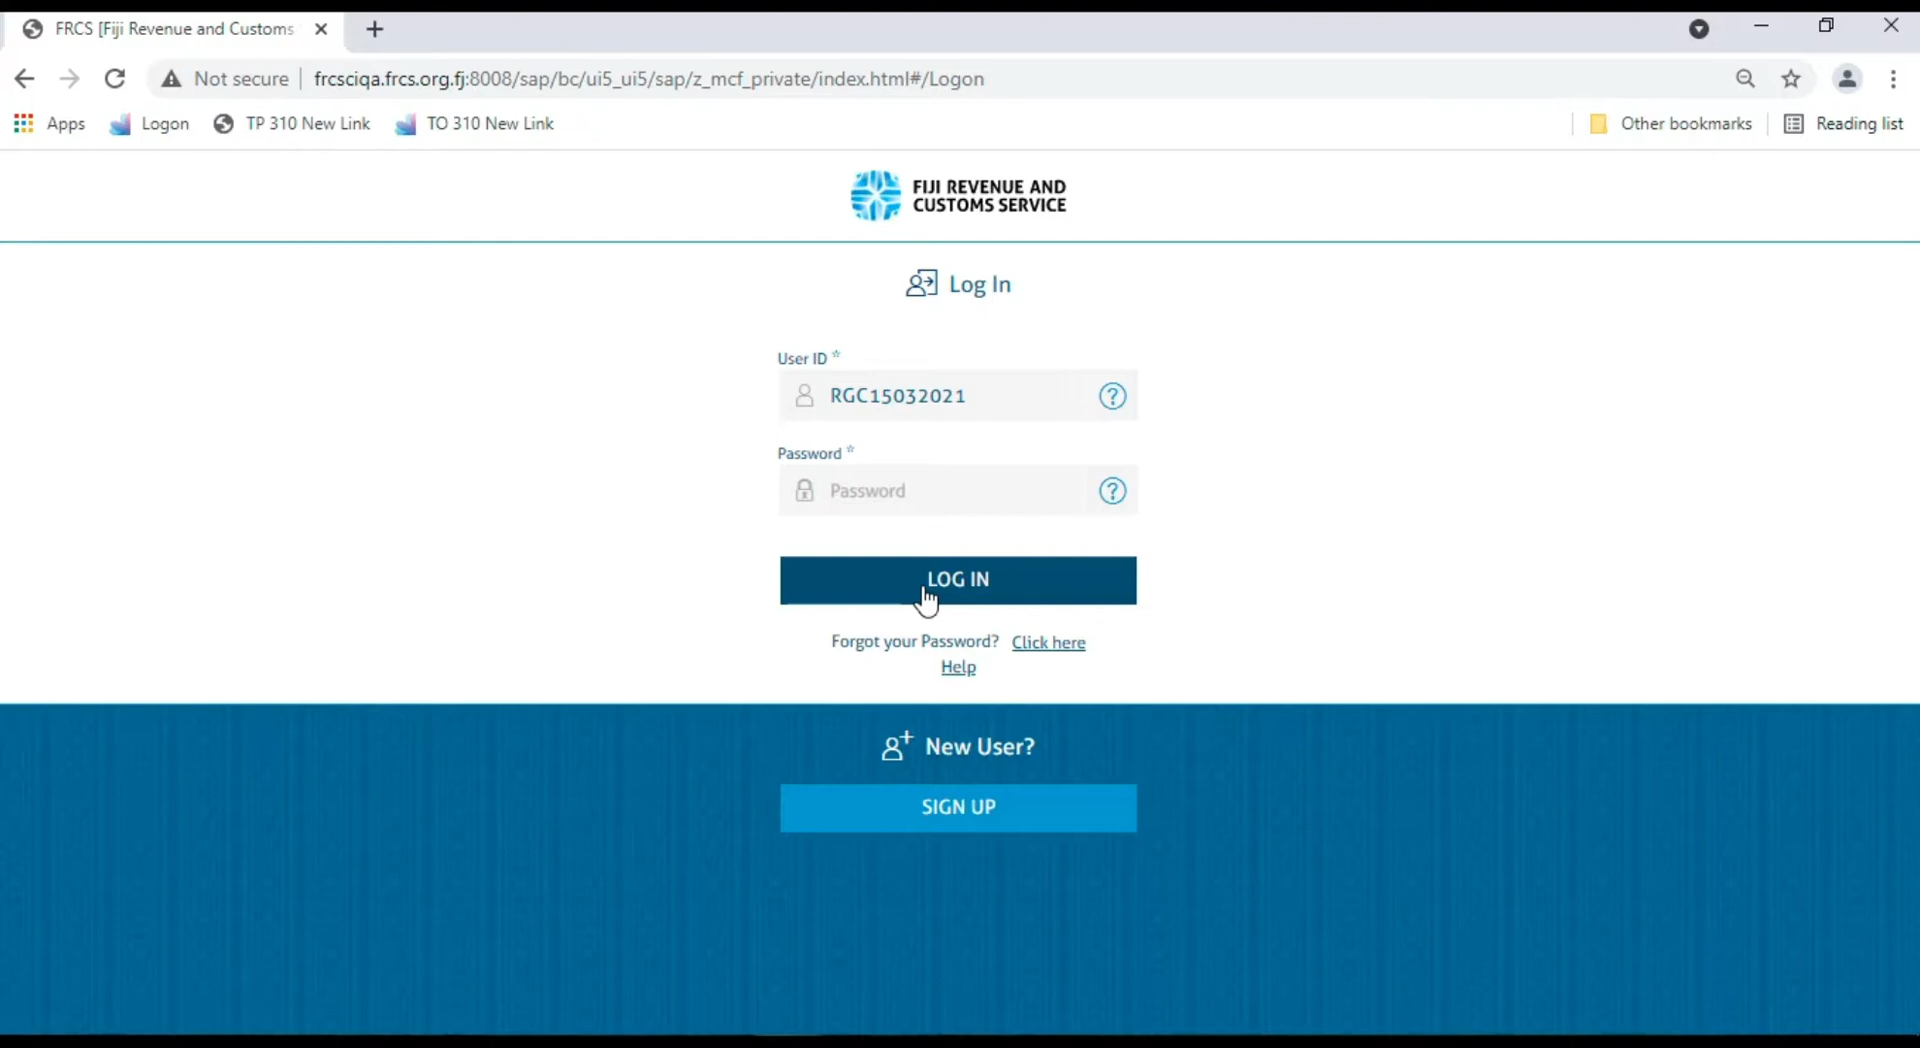 FRCS [Fiji Revenue and Customs
Not secure
frcsciqa.frcs.org.fj:8008/sap/bc/ui5_ui5/sap/z_mcf_private/index.html#/Logon
Apps
Logon
TP 310 New Link
TO 310 New Link
Other bookmarks
Reading list
FIJI REVENUE AND
CUSTOMS SERVICE
Log In
User ID *
RGC15032021
?
Password *
Password
?
LOG IN
Forgot your Password? Click here
Help
New User?
SIGN UP